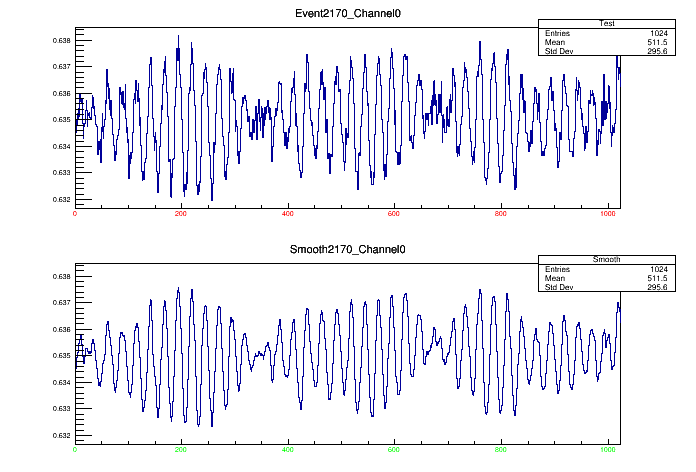 Event2170_Channel0
Test
Entries 1024
Mean 511.5
Std Dev 295.6
0.638
0.637
0.636
0.635
0.634
0.633
0.632
0 200 400 600 800 1000
Smooth2170_Channel0
Smooth
Entries 1024
Mean 511.5
Std Dev 295.6
0.638
0.637
0.636
0.635
0.634
0.633
0.632
0 200 400 600 800 1000